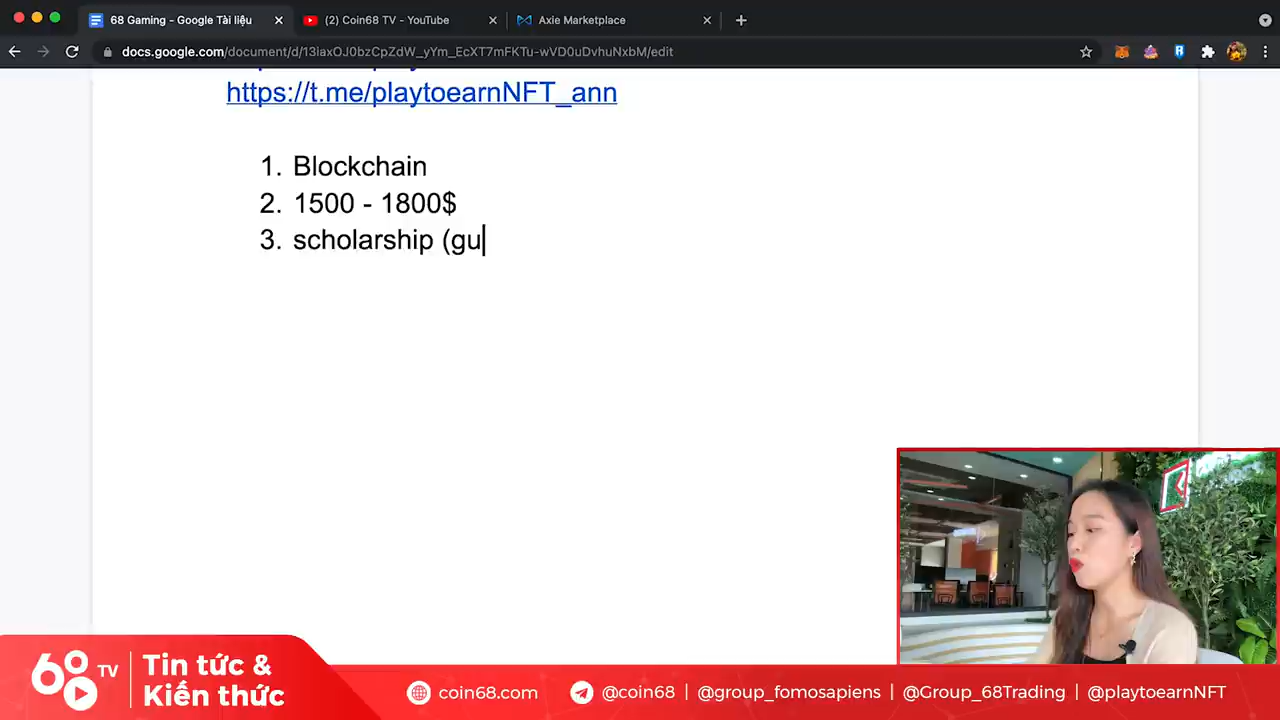 68 Gaming - Google Tài liệu
(2) Coin68 TV - YouTube
Axie Marketplace
docs.google.com/document/d/13laxOJ0bzCpZdW_yYm_EcXT7mFKTu-wVD0uDvhuNxbM/edit
https://t.me/playtoearnNFT_ann
1. Blockchain
2. 1500 - 1800$
3. scholarship (gu
68 TV
Tin tức &
Kiến thức
coin68.com
@coin68 | @group_fomosapiens | @Group_68Trading | @playtoearnNFT